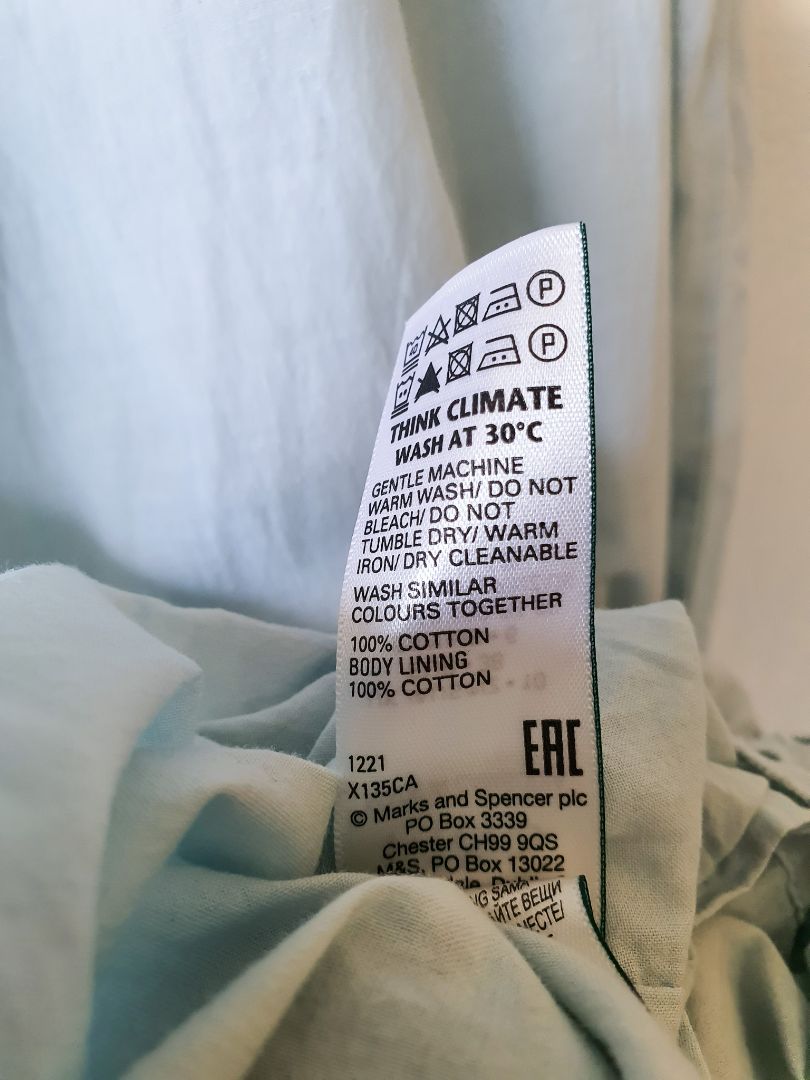 P
P
THINK CLIMATE
WASH AT 30°C
GENTLE MACHINE
WARM WASH/ DO NOT
BLEACH/ DO NOT
TUMBLE DRY/ WARM
IRON/ DRY CLEANABLE
WASH SIMILAR
COLOURS TOGETHER
100% COTTON
BODY LINING
100% COTTON
EAC
1221
X135CA
© Marks and Spencer plc
PO Box 3339
Chester CH99 9QS
M&S, PO Box 13022